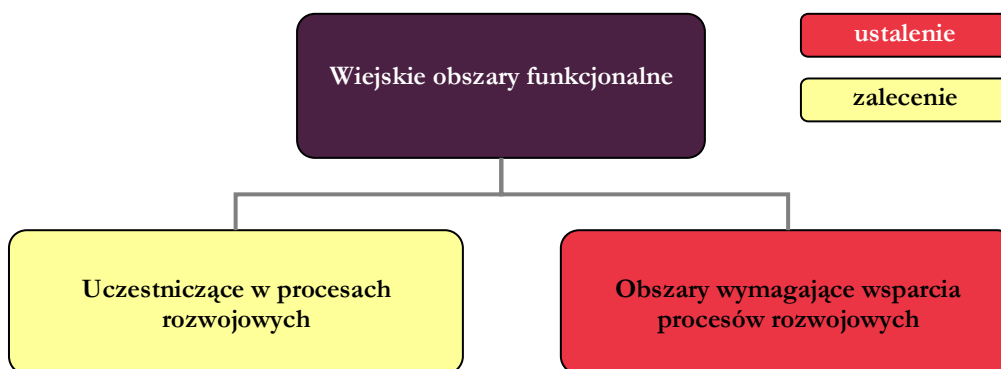 Wiejskie obszary funkcjonalne
ustalenie
zalecenie
Uczestniczące w procesach
rozwojowych
Obszary wymagające wsparcia
procesów rozwojowych